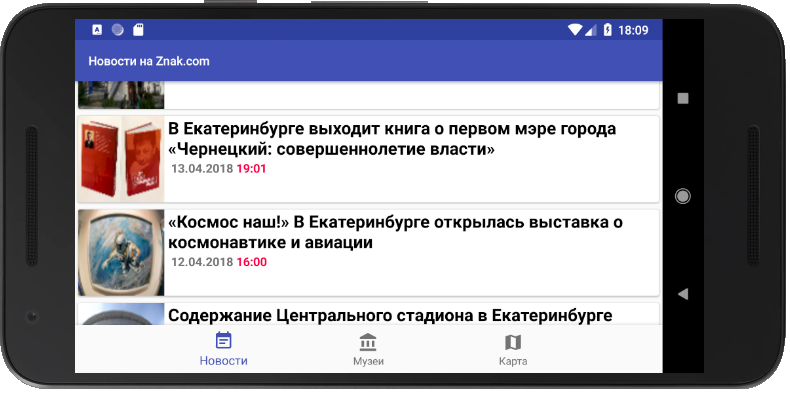 18:09
Новости на Znak.com
В Екатеринбурге выходит книга о первом мэре города
«Чернецкий: совершеннолетие власти»
13.04.2018 19:01
«Космос наш!» В Екатеринбурге открылась выставка о
космонавтике и авиации
12.04.2018 16:00
Содержание Центрального стадиона в Екатеринбурге
Новости
Музеи
Карта